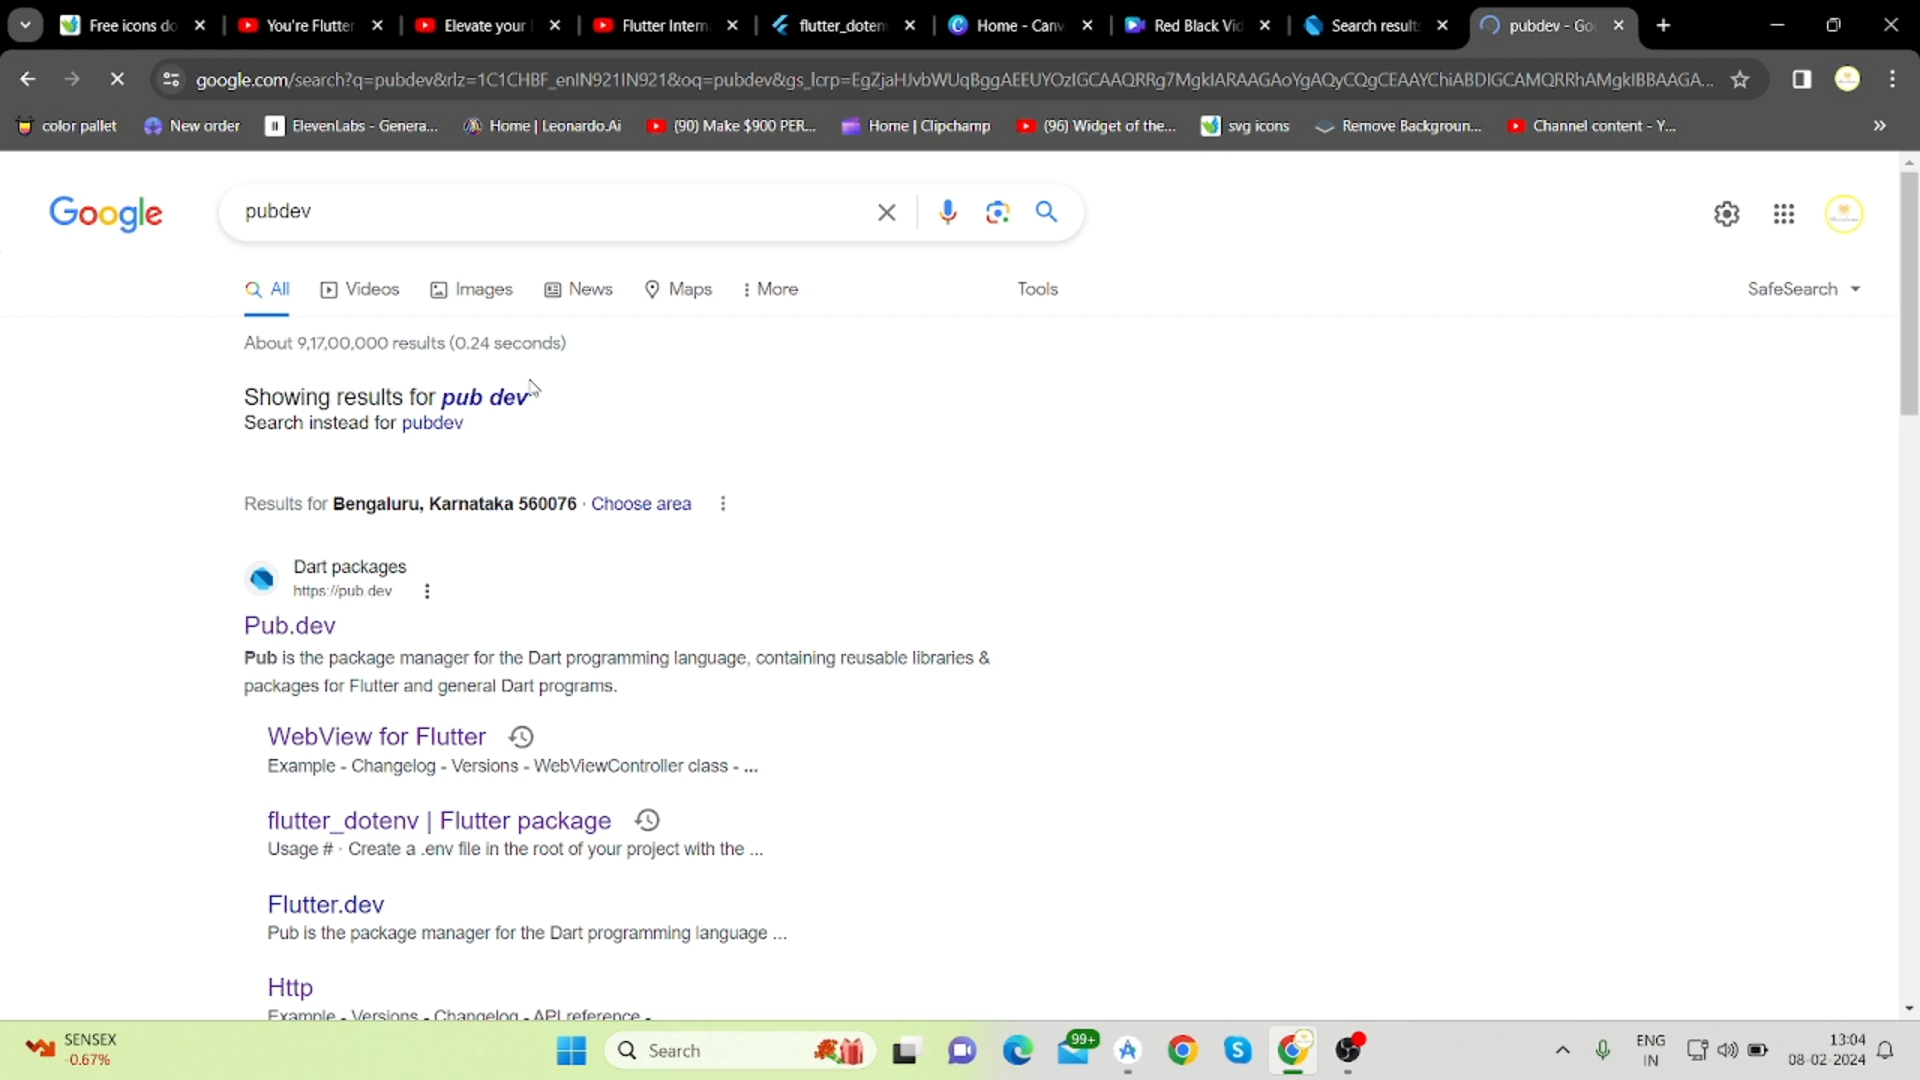 Free icons do
You're Flutter
Elevate your
Flutter Intern
flutter_doten
Home - Canv
Red Black Vid
Search results
pubdev - Goo
google.com/search?q=pubdev&rlz=1C1CHBF_enIN921IN921&oq=pubdev&gs_lcrp=EgZjaHJvbWUqBggAEEUYOzIGCAAQRRg7MgkIARAAGAoYgAQyCQgCEAAYChiABDIGCAMQRRhAMgkIBBAAGA...
color pallet
New order
ElevenLabs - Genera...
Home | Leonardo.Ai
(90) Make $900 PER...
Home | Clipchamp
(96) Widget of the...
svg icons
Remove Backgroun...
Channel content - Y...
Google
pubdev
All
Videos
Images
News
Maps
More
Tools
SafeSearch
About 9,17,00,000 results (0.24 seconds)
Showing results for pub dev
Search instead for pubdev
Results for Bengaluru, Karnataka 560076 · Choose area
Dart packages
https://pub.dev
Pub.dev
Pub is the package manager for the Dart programming language, containing reusable libraries &
packages for Flutter and general Dart programs.
WebView for Flutter
Example - Changelog - Versions - WebViewController class - ...
flutter_dotenv | Flutter package
Usage # · Create a .env file in the root of your project with the ...
Flutter.dev
Pub is the package manager for the Dart programming language ...
Http
Example - Versions - Changelog - API reference -
SENSEX
-0.67%
Search
99+
ENG
IN
13:04
08-02-2024